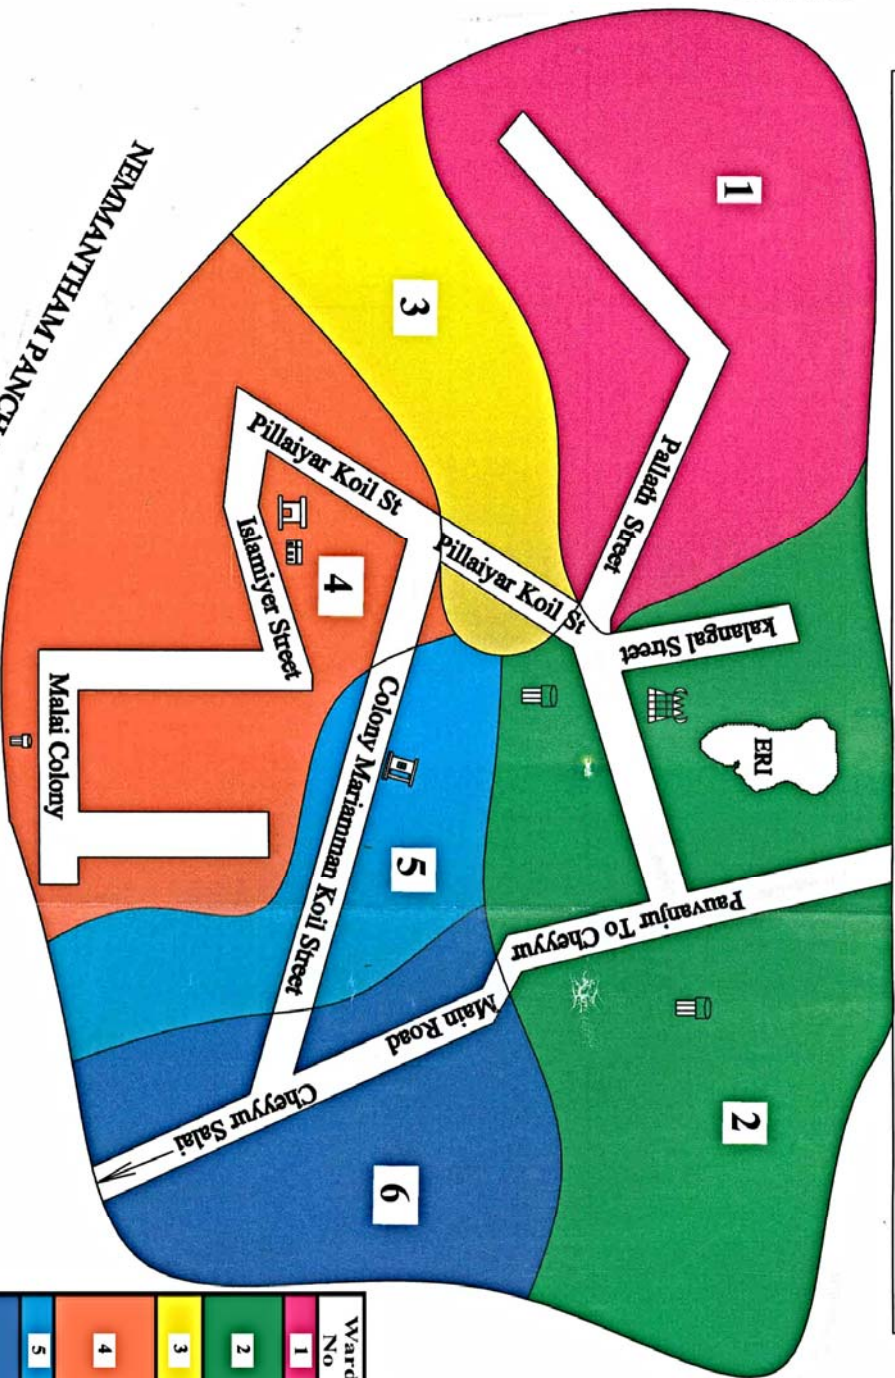 1
3
Pallath Street
kalangal Street
Pillaiyar Koil St
Pillaiyar Koil St
Islamiyer Street
4
ERI
Malai Colony
Colony Mariamman Koil Street
5
Pauvanjur To Cheyyur
Main Road
Cheyyur Salai
2
6
NEMMANTHAM PANCH
Ward
No
1
2
3
4
5